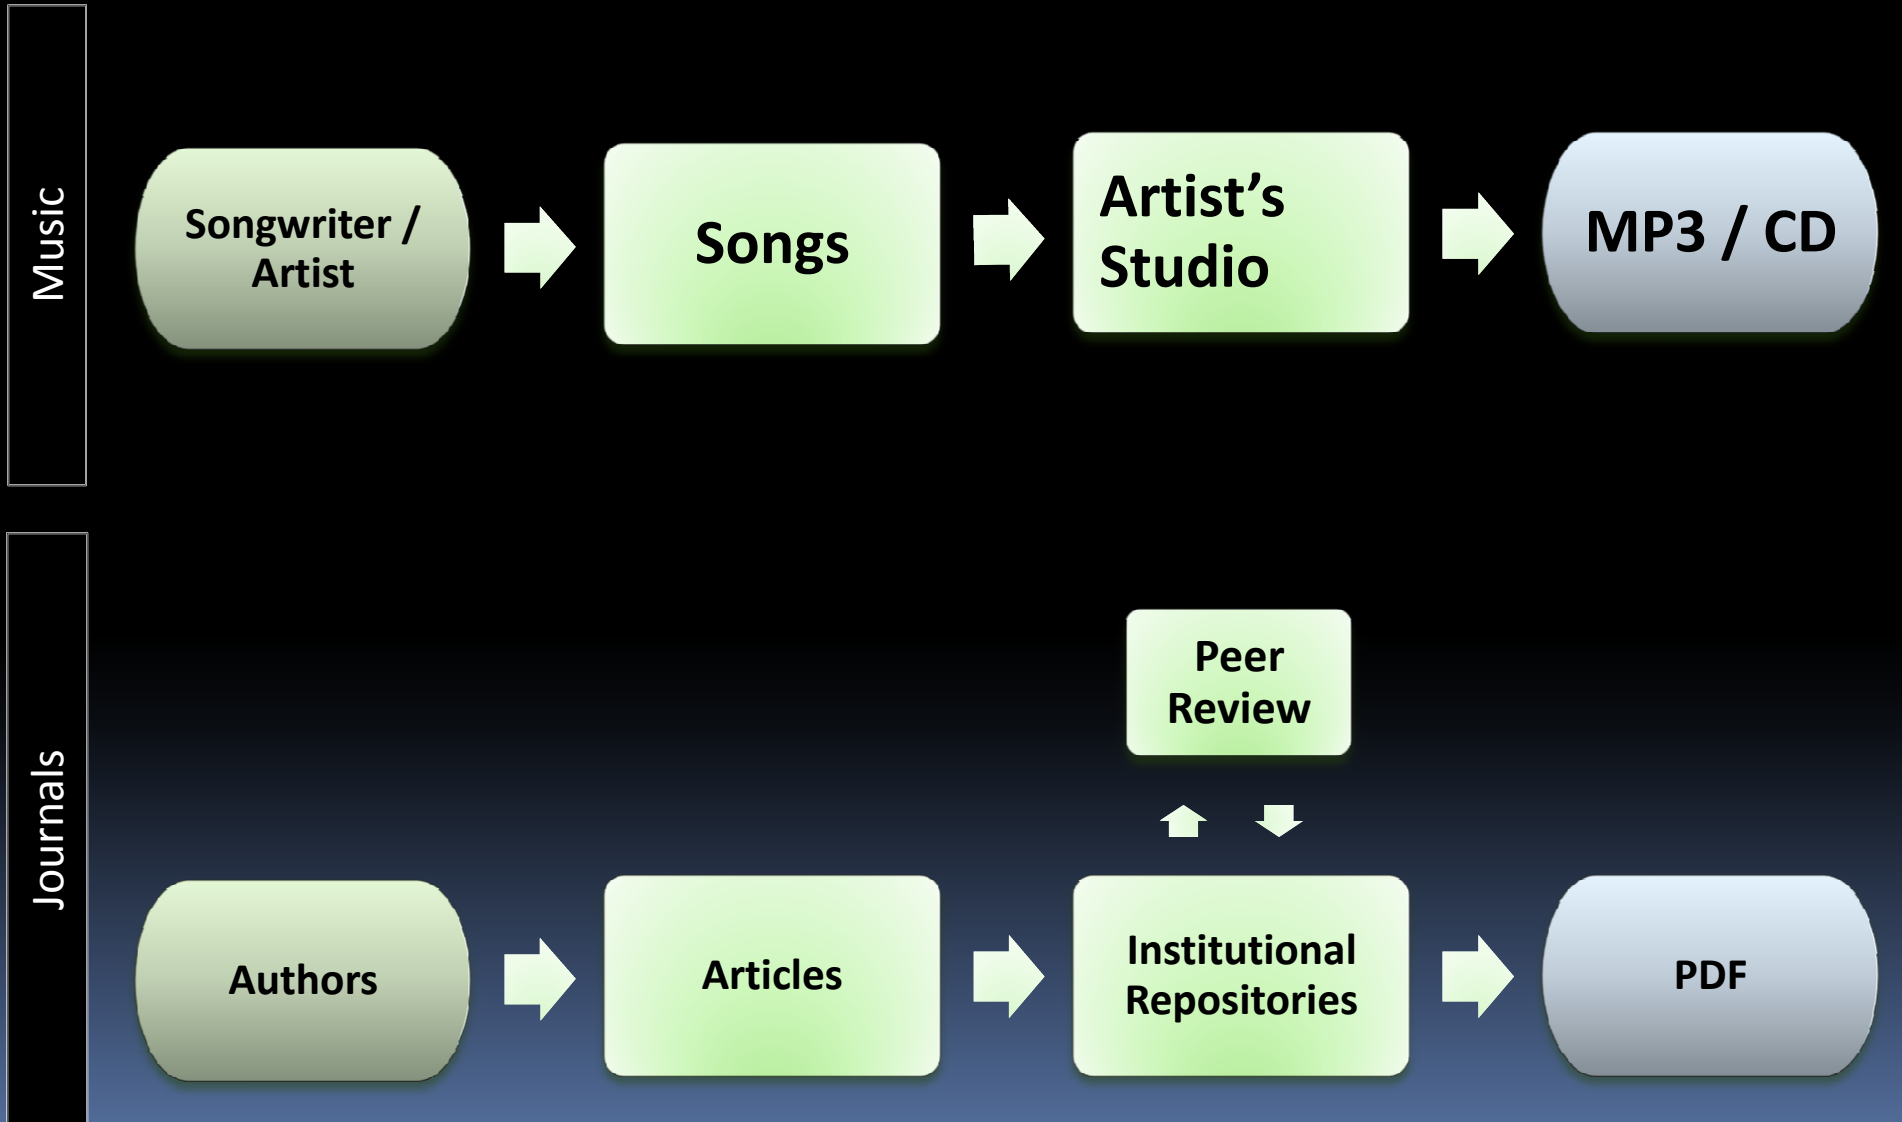 Music
Songwriter /
Artist
Songs
Artist’s
Studio
MP3 / CD
Journals
Peer
Review
Authors
Articles
Institutional
Repositories
PDF